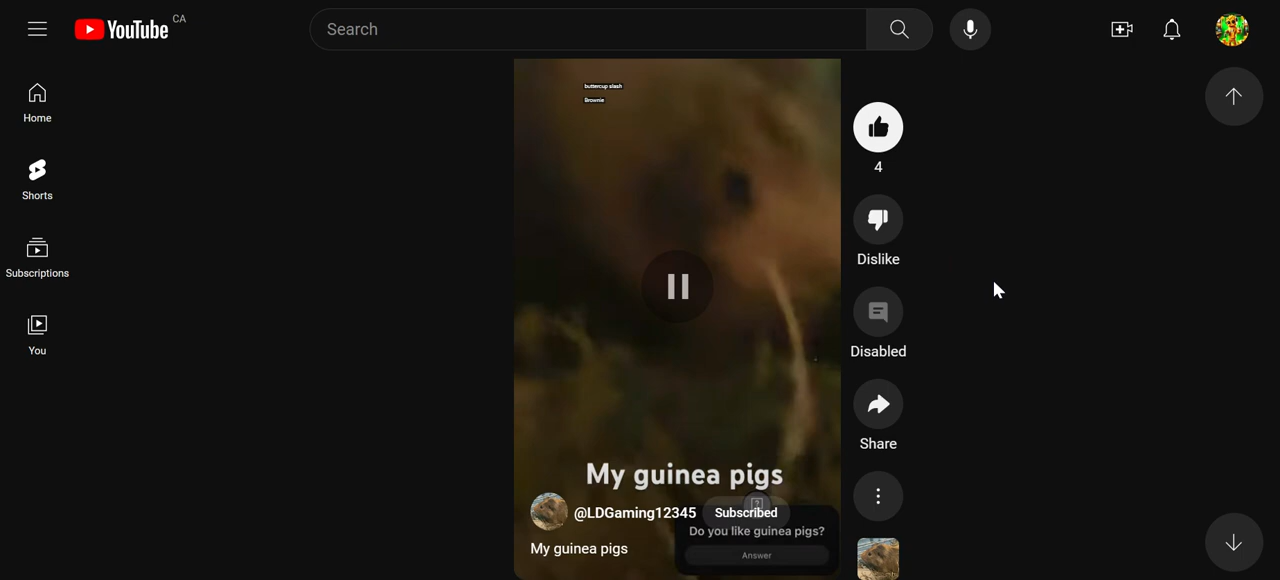 YouTube CA
Search
Home
Shorts
Subscriptions
You
buttercup slash
Brownie
4
Dislike
Disabled
Share
My guinea pigs
@LDGaming12345
Subscribed
Do you like guinea pigs?
Answer
My guinea pigs